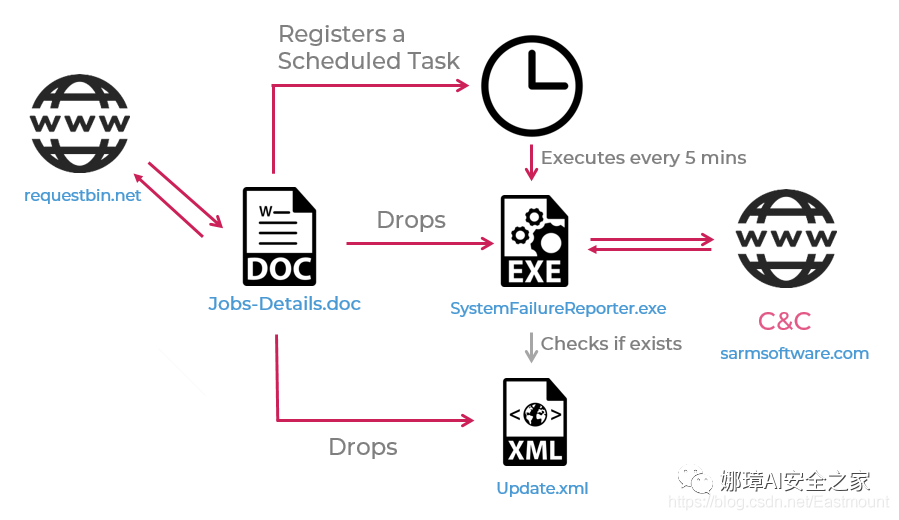 Registers a
Scheduled Task
WWW
requestbin.net
Executes every 5 mins
W
DOC
Jobs-Details.doc
Drops
EXE
SystemFailureReporter.exe
WWW
C&C
sarmsoftware.com
Checks if exists
Drops
XML
Update.xml
娜璋AI安全之家
https://blog.csdn.net/Eastmount